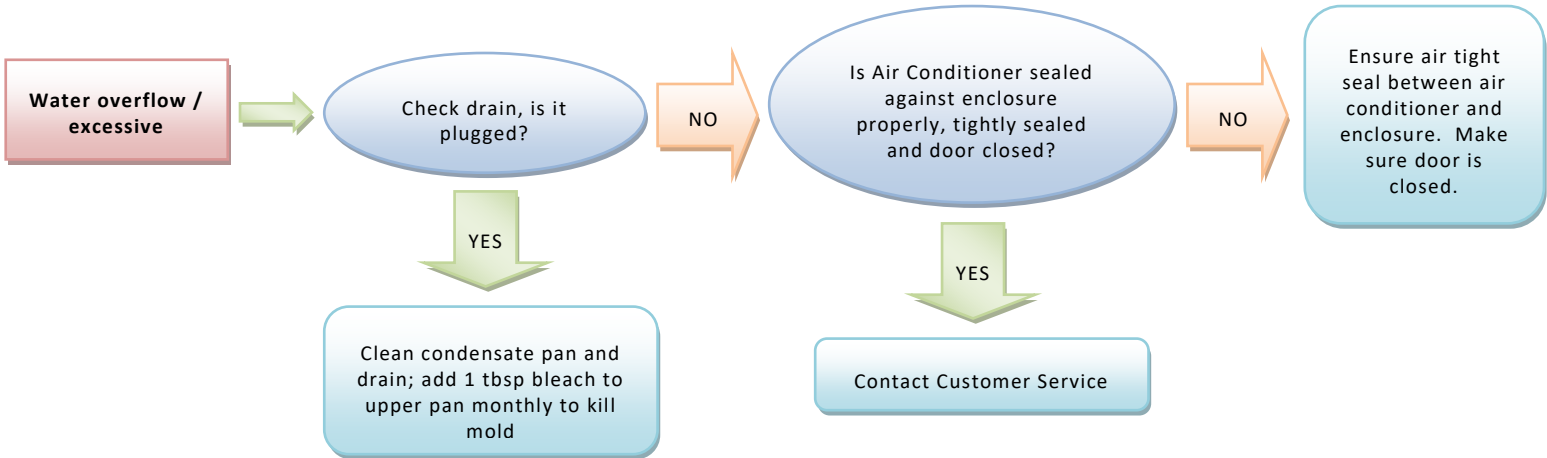 Water overflow /
excessive
Check drain, is it
plugged?
NO
Is Air Conditioner sealed
against enclosure
properly, tightly sealed
and door closed?
NO
Ensure air tight
seal between air
conditioner and
enclosure.  Make
sure door is
closed.
YES
Clean condensate pan and
drain; add 1 tbsp bleach to
upper pan monthly to kill
mold
YES
Contact Customer Service